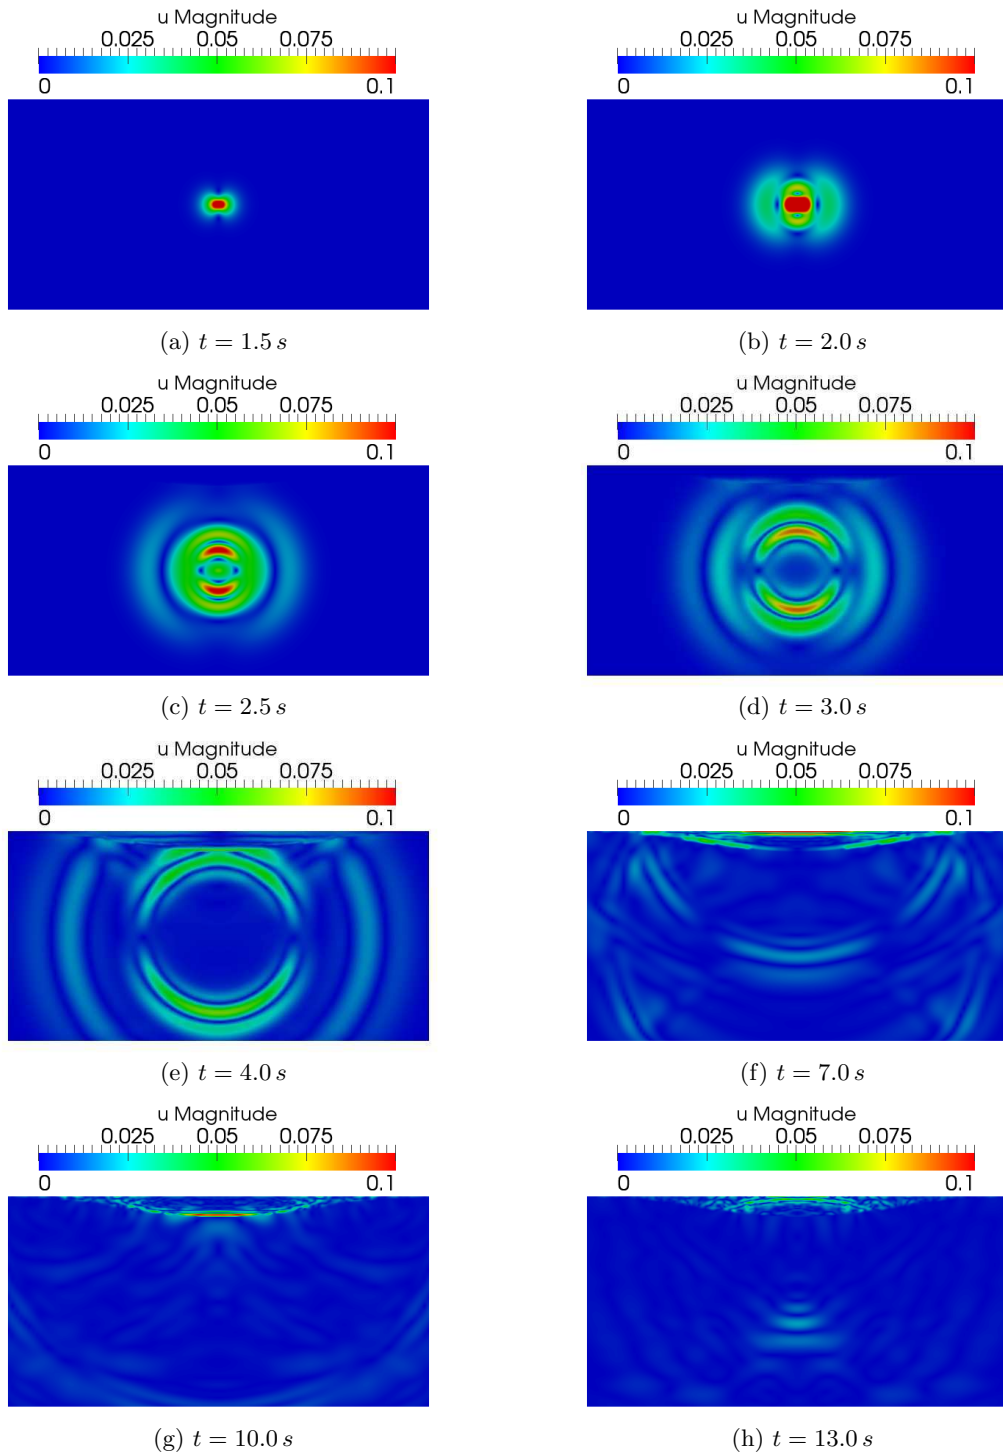 u Magnitude
0.025 0.05 0.075
0 0.1
u Magnitude
0.025 0.05 0.075
0 0.1
(a) t = 1.5 s
(b) t = 2.0 s
u Magnitude
0.025 0.05 0.075
0 0.1
u Magnitude
0.025 0.05 0.075
0 0.1
(c) t = 2.5 s
(d) t = 3.0 s
u Magnitude
0.025 0.05 0.075
0 0.1
u Magnitude
0.025 0.05 0.075
0 0.1
(e) t = 4.0 s
(f) t = 7.0 s
u Magnitude
0.025 0.05 0.075
0 0.1
u Magnitude
0.025 0.05 0.075
0 0.1
(g) t = 10.0 s
(h) t = 13.0 s